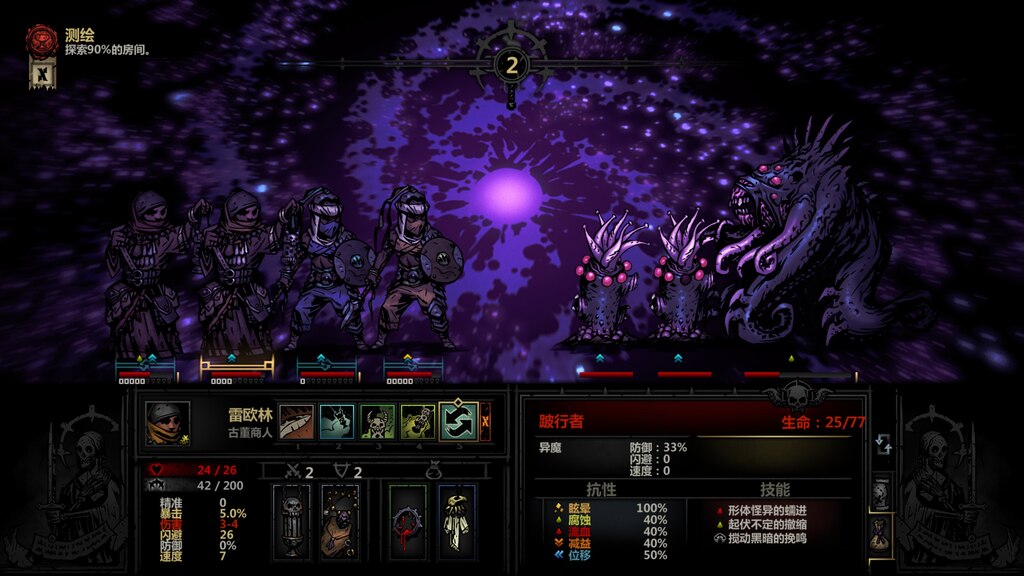 测绘
探索90%的房间。
2
雷欧林
古董商人
24 / 26
42 / 200
2 2
精准 0
暴击 5.0%
伤害 3-4
闪避 26
防御 0%
速度 7
跛行者
生命：25/77
异魔
防御：33%
闪避：0
速度：0
抗性 技能
眩晕 100%
腐蚀 40%
流血 40%
减益 40%
位移 50%
形体怪异的蠕进
起伏不定的撤缩
搅动黑暗的挽鸣